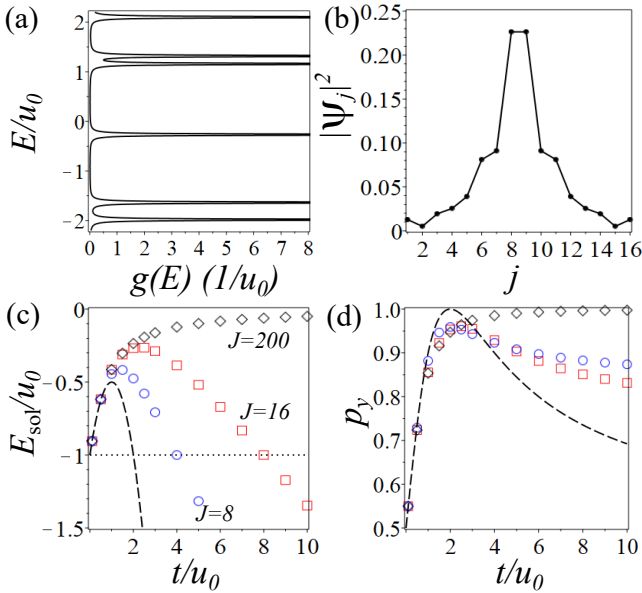 (a)
2
1
0
−1
−2
E/u₀
0 1 2 3 4 5 6 7 8
g(E) (1/u₀)
(b)
0.25
0.20
0.15
0.10
0.05
0
|ψⱼ|²
2 4 6 8 10 12 14 16
j
(c)
0
−0.5
−1
−1.5
E_sol/u₀
J=200
J=16
J=8
0 2 4 6 8 10
t/u₀
(d)
1.0
0.9
0.8
0.7
0.6
0.5
p_y
0 2 4 6 8 10
t/u₀